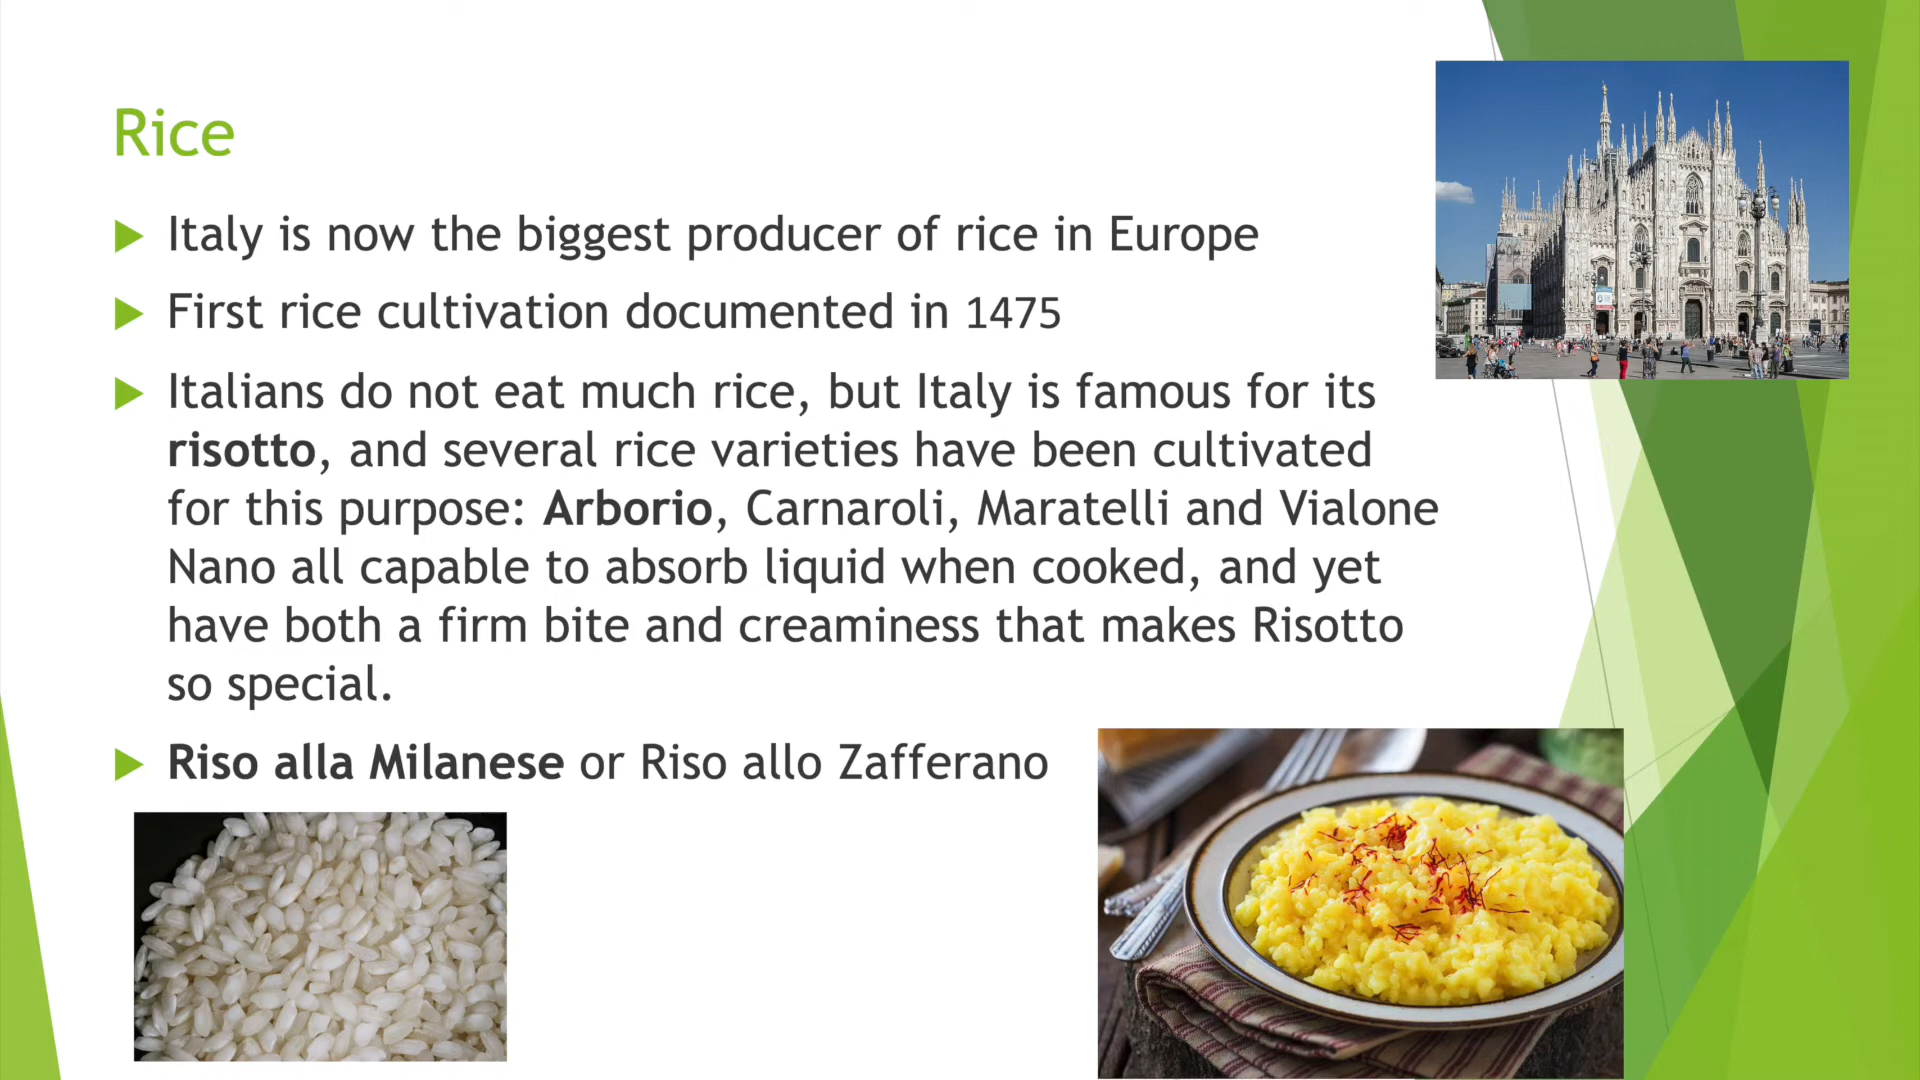 Rice
Italy is now the biggest producer of rice in Europe
First rice cultivation documented in 1475
Italians do not eat much rice, but Italy is famous for its
risotto, and several rice varieties have been cultivated
for this purpose: Arborio, Carnaroli, Maratelli and Vialone
Nano all capable to absorb liquid when cooked, and yet
have both a firm bite and creaminess that makes Risotto
so special.
Riso alla Milanese or Riso allo Zafferano